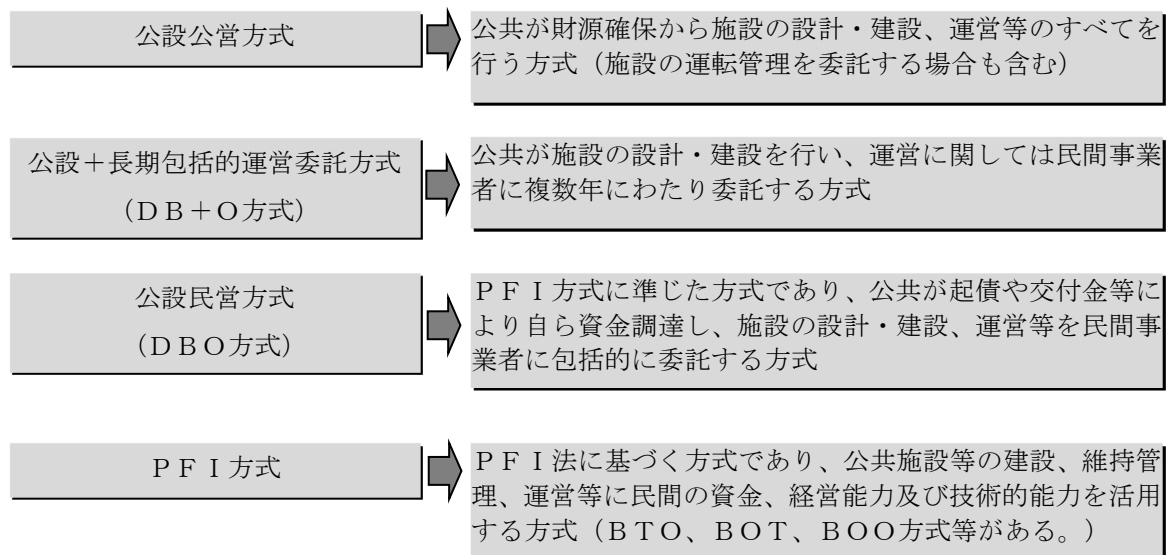 公設公営方式
公共が財源確保から施設の設計・建設、運営等のすべてを
行う方式（施設の運転管理を委託する場合も含む）
公設＋長期包括的運営委託方式
（ＤＢ＋Ｏ方式）
公共が施設の設計・建設を行い、運営に関しては民間事業
者に複数年にわたり委託する方式
公設民営方式
（ＤＢＯ方式）
ＰＦＩ方式に準じた方式であり、公共が起債や交付金等に
より自ら資金調達し、施設の設計・建設、運営等を民間事
業者に包括的に委託する方式
ＰＦＩ方式
ＰＦＩ法に基づく方式であり、公共施設等の建設、維持管
理、運営等に民間の資金、経営能力及び技術的能力を活用
する方式（ＢＴＯ、ＢＯＴ、ＢＯＯ方式等がある。）